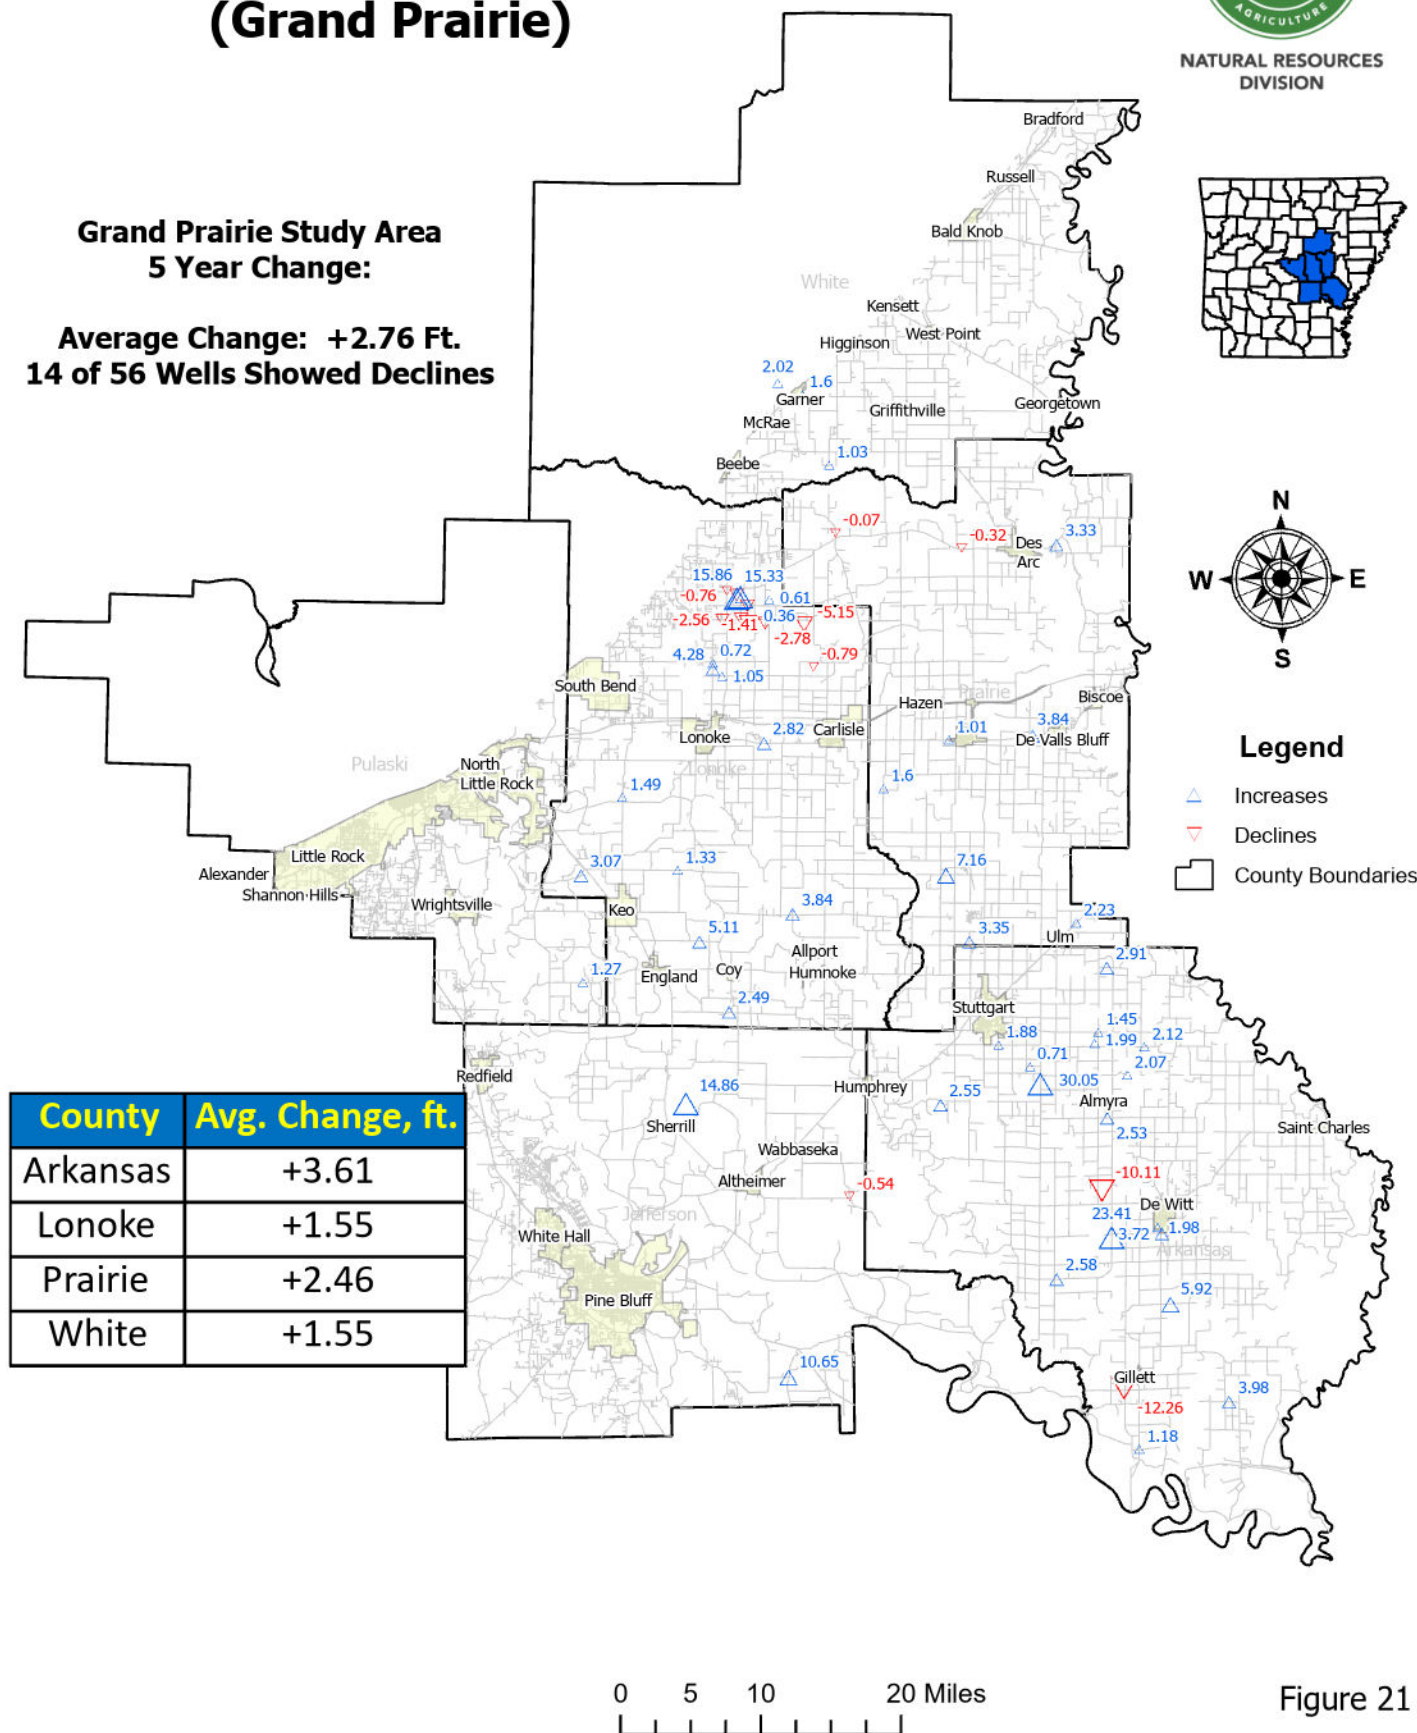 (Grand Prairie)
AGRICULTURE
NATURAL RESOURCES
DIVISION
Grand Prairie Study Area
5 Year Change:
Average Change: +2.76 Ft.
14 of 56 Wells Showed Declines
Bradford
Russell
Bald Knob
White
Kensett
West Point
Higginson
2.02
1.6
Garner
Griffithville
Georgetown
McRae
Beebe
1.03
-0.07
-0.32
Des
Arc
3.33
15.86
15.33
-0.76
0.61
-2.56
-1.41
0.36
-5.15
-2.78
4.28
0.72
-0.79
1.05
South Bend
Hazen
Prairie
Biscoe
Lonoke
2.82
Carlisle
1.01
3.84
De Valls Bluff
Pulaski
North
Little Rock
Lonoke
1.49
1.6
Little Rock
Alexander
Shannon Hills
Wrightsville
3.07
1.33
7.16
Keo
3.84
5.11
2.23
3.35
Ulm
Allport
Humnoke
2.91
1.27
England
Coy
2.49
Stuttgart
1.88
1.45
1.99
2.12
0.71
2.07
Redfield
14.86
Humphrey
2.55
30.05
Almyra
Sherrill
2.53
Saint Charles
Wabbaseka
Altheimer
-0.54
-10.11
De Witt
23.41
3.72
1.98
Jefferson
White Hall
Arkansas
2.58
Pine Bluff
5.92
10.65
Gillett
-12.26
3.98
1.18
N
W
E
S
Legend
Increases
Declines
County Boundaries
County Avg. Change, ft.
Arkansas +3.61
Lonoke +1.55
Prairie +2.46
White +1.55
0 5 10 20 Miles
Figure 21